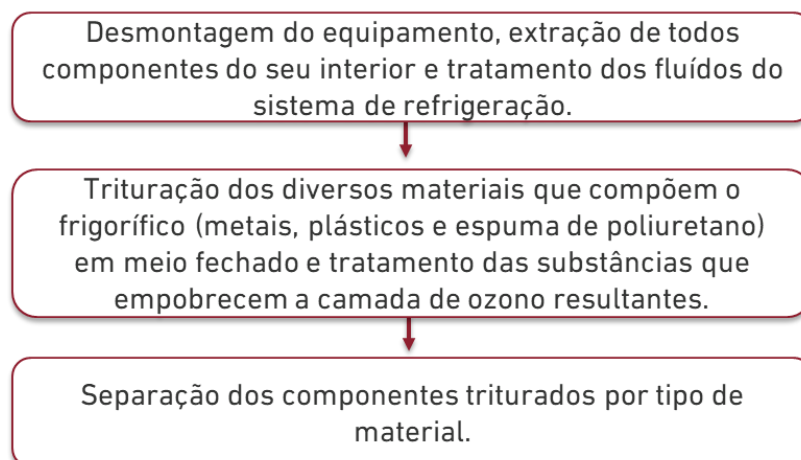 Desmontagem do equipamento, extração de todos
componentes do seu interior e tratamento dos fluídos do
sistema de refrigeração.
Trituração dos diversos materiais que compõem o
frigorífico (metais, plásticos e espuma de poliuretano)
em meio fechado e tratamento das substâncias que
empobrecem a camada de ozono resultantes.
Separação dos componentes triturados por tipo de
material.